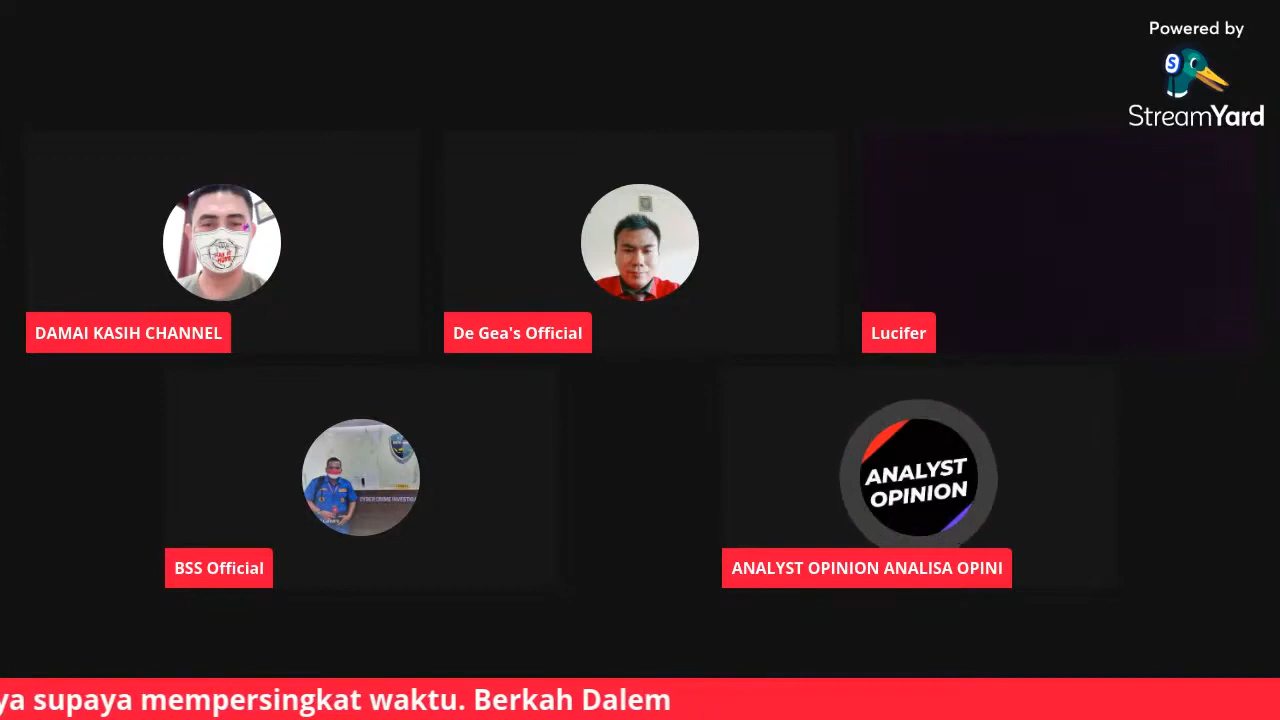 Powered by
S
StreamYard
DAMAI KASIH CHANNEL
De Gea's Official
Lucifer
ANALYST
OPINION
BSS Official
ANALYST OPINION ANALISA OPINI
ya supaya mempersingkat waktu. Berkah Dalem